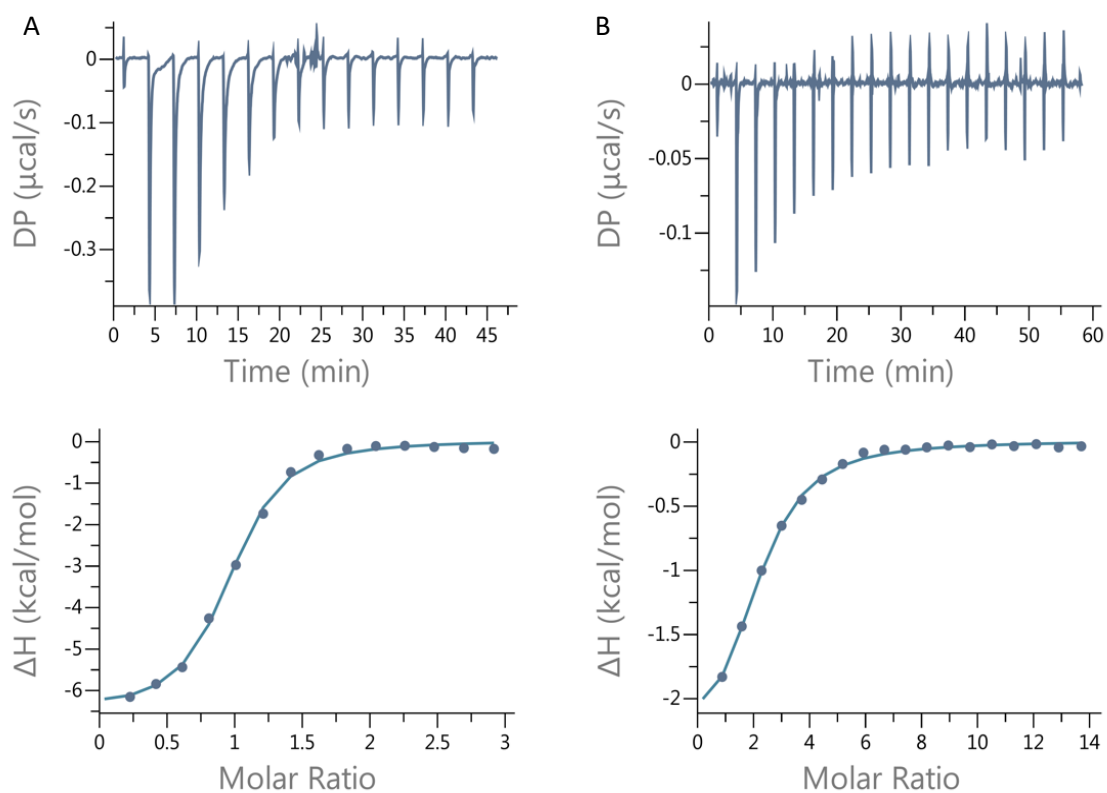 A
0
-0.1
-0.2
-0.3
DP (µcal/s)
0 5 10 15 20 25 30 35 40 45
Time (min)
B
0
-0.05
-0.1
DP (µcal/s)
0 10 20 30 40 50 60
Time (min)
0
-1
-2
-3
-4
-5
-6
ΔH (kcal/mol)
0 0.5 1 1.5 2 2.5 3
Molar Ratio
0
-0.5
-1
-1.5
-2
ΔH (kcal/mol)
0 2 4 6 8 10 12 14
Molar Ratio